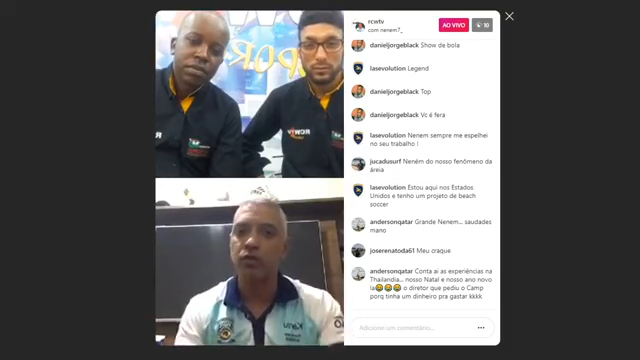 rcwtv
com nenem7_
AO VIVO
10
danieljorgeblack Show de bola
lasevolution Legend
danieljorgeblack Top
danieljorgeblack Vc é fera
lasevolution Nenem sempre me espelhei
no seu trabalho !
jucadusurf Neném do nosso fenômeno da
áreia
lasevolution Estou aqui nos Estados
Unidos e tenho um projeto de beach
soccer
andersonqatar Grande Nenem... saudades
mano
joserenatoda61 Meu craque
andersonqatar Conta ai as experiências na
Thailandia... nosso Natal e nosso ano novo
la😂😂😂 o diretor que pediu o Camp
porq tinha um dinheiro pra gastar kkkk
Adicione um comentário...